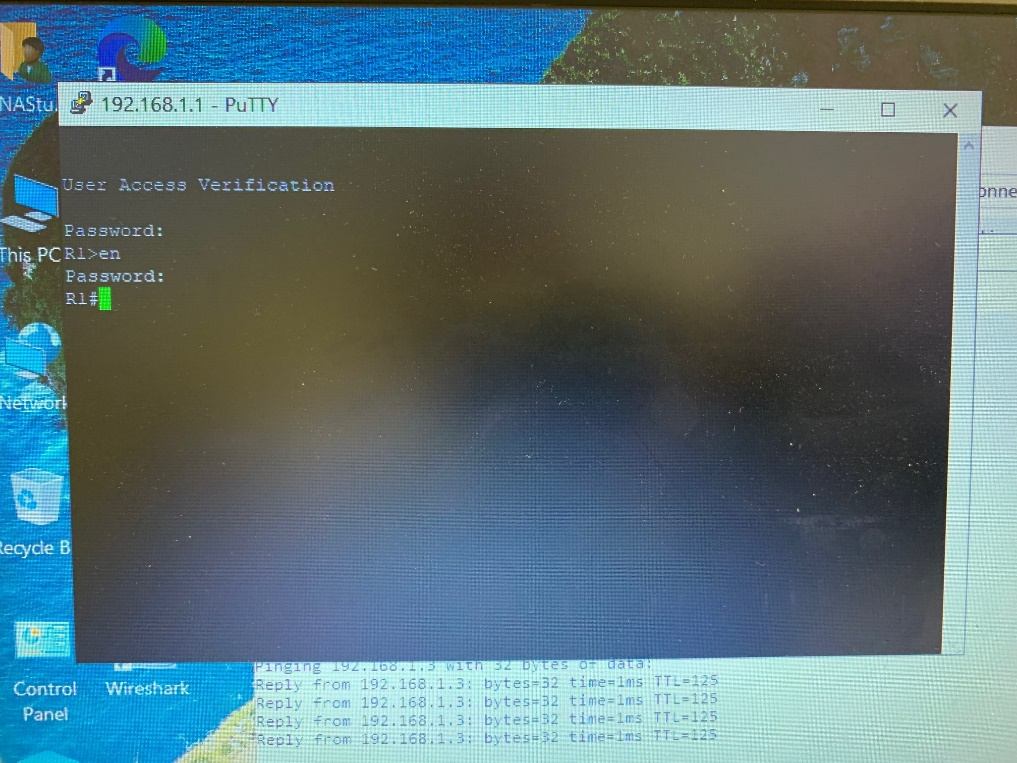 NAStu.
192.168.1.1 - PuTTY
User Access Verification
Password:
R1>en
Password:
R1#
This PC
Network
Recycle B
Control
Panel
Wireshark
onne
Pinging 192.168.1.3 with 32 bytes of data:
Reply from 192.168.1.3: bytes=32 time=1ms TTL=125
Reply from 192.168.1.3: bytes=32 time=1ms TTL=125
Reply from 192.168.1.3: bytes=32 time=1ms TTL=125
Reply from 192.168.1.3: bytes=32 time=1ms TTL=125